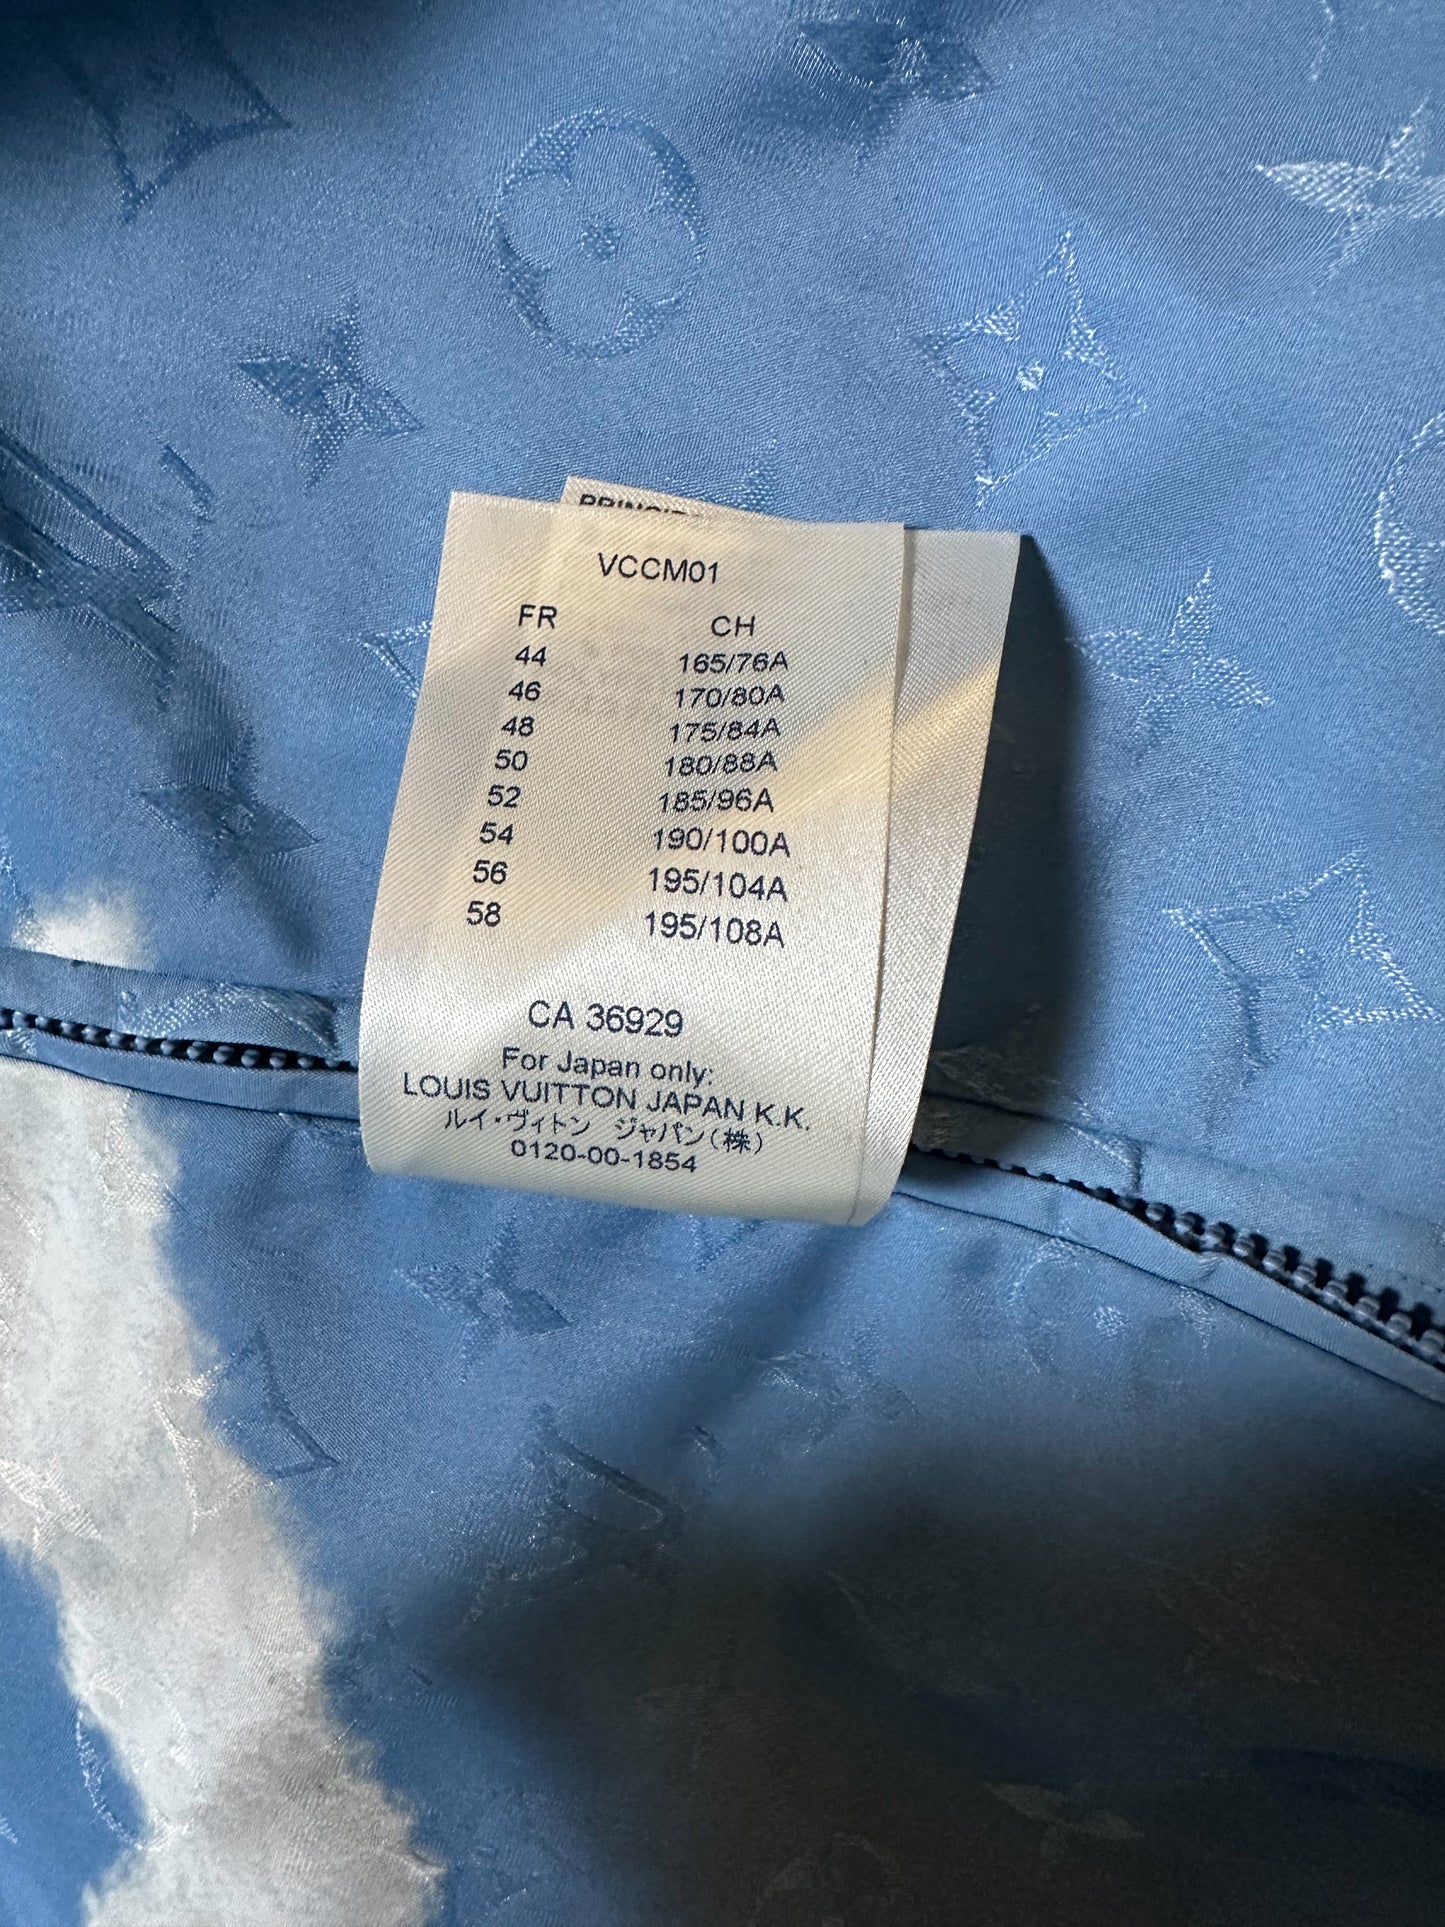 VCCM01
FR CH
44 165/76A
46 170/80A
48 175/84A
50 180/88A
52 185/96A
54 190/100A
56 195/104A
58 195/108A
CA 36929
For Japan only:
LOUIS VUITTON JAPAN K.K.
ルイ・ヴィトン ジャパン(株)
0120-00-1854